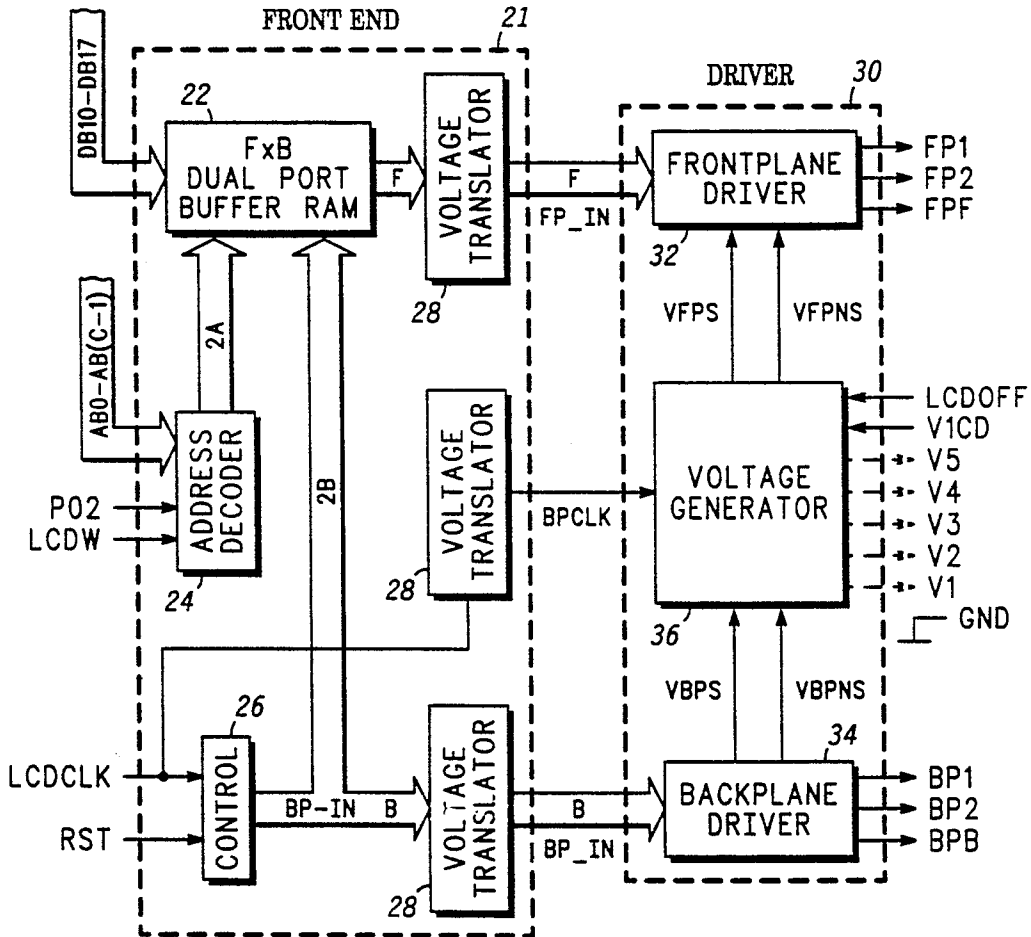 FRONT END
21
DB10-DB17
22
FxB
DUAL PORT
BUFFER RAM
F
VOLTAGE
TRANSLATOR
28
F
FP_IN
DRIVER
30
FRONTPLANE
DRIVER
32
FP1
FP2
FPF
VFPS
VFPNS
AB0-AB(C-1)
2A
2B
P02
LCDW
ADDRESS
DECODER
24
VOLTAGE
TRANSLATOR
28
BPCLK
VOLTAGE
GENERATOR
36
LCDOFF
V1CD
V5
V4
V3
V2
V1
GND
VBPS
VBPNS
LCDCLK
RST
26
CONTROL
BP-IN
B
VOLTAGE
TRANSLATOR
28
B
BP_IN
34
BACKPLANE
DRIVER
BP1
BP2
BPB